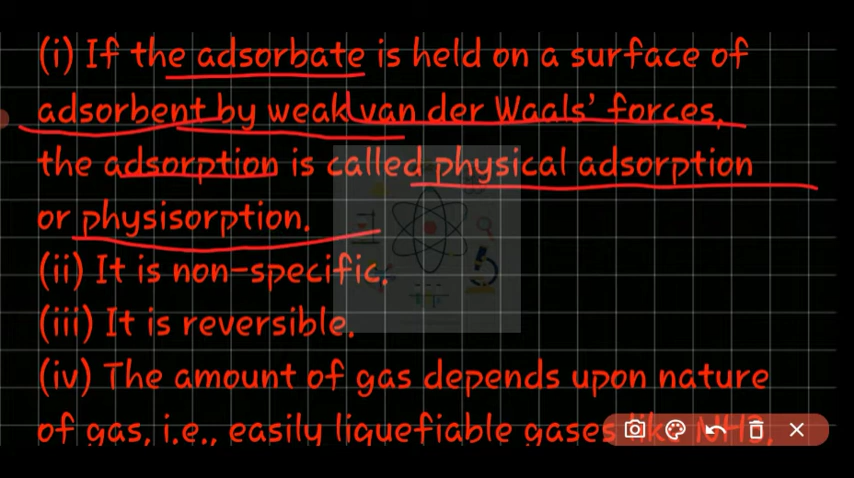 (i) If the adsorbate is held on a surface of
adsorbent by weak van der Waals' forces,
the adsorption is called physical adsorption
or physisorption.
(ii) It is non-specific.
(iii) It is reversible.
(iv) The amount of gas depends upon nature
of gas, i.e., easily liquefiable gases like NH3,